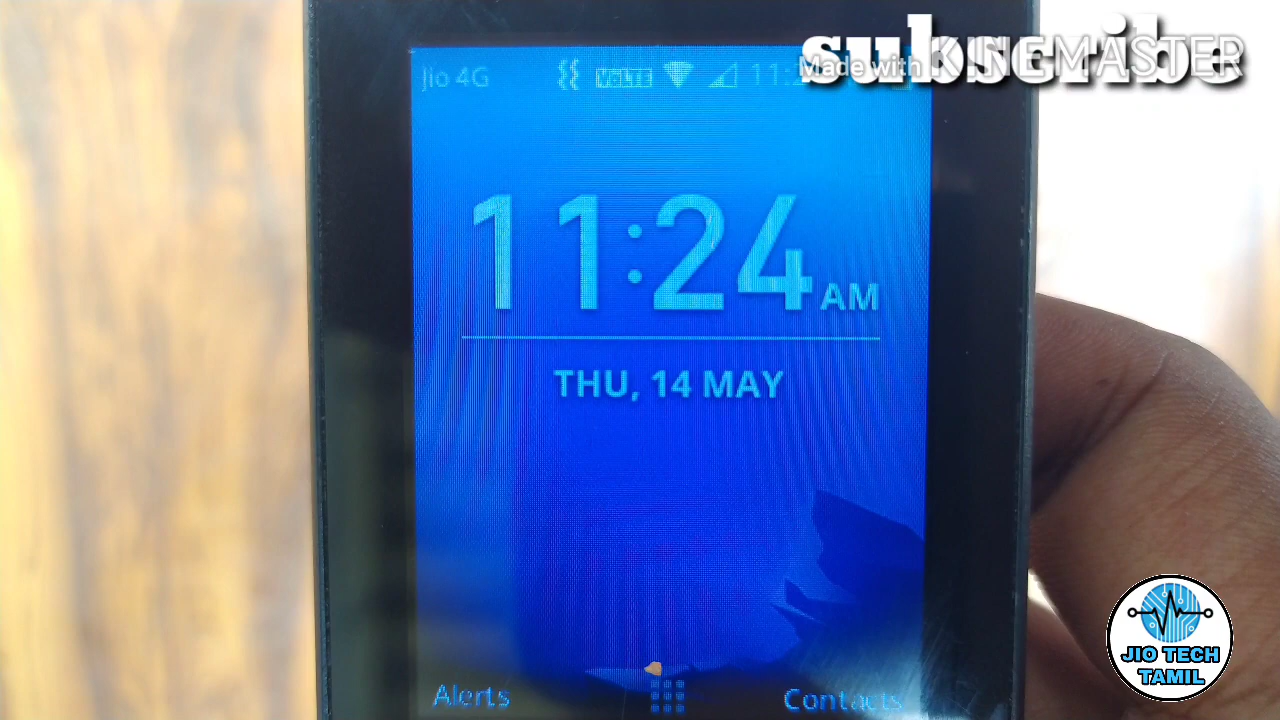 subscribe
Made with KINEMASTER
Jio 4G VoLTE
11:24 AM
THU, 14 MAY
Alerts Contacts
JIO TECH
TAMIL